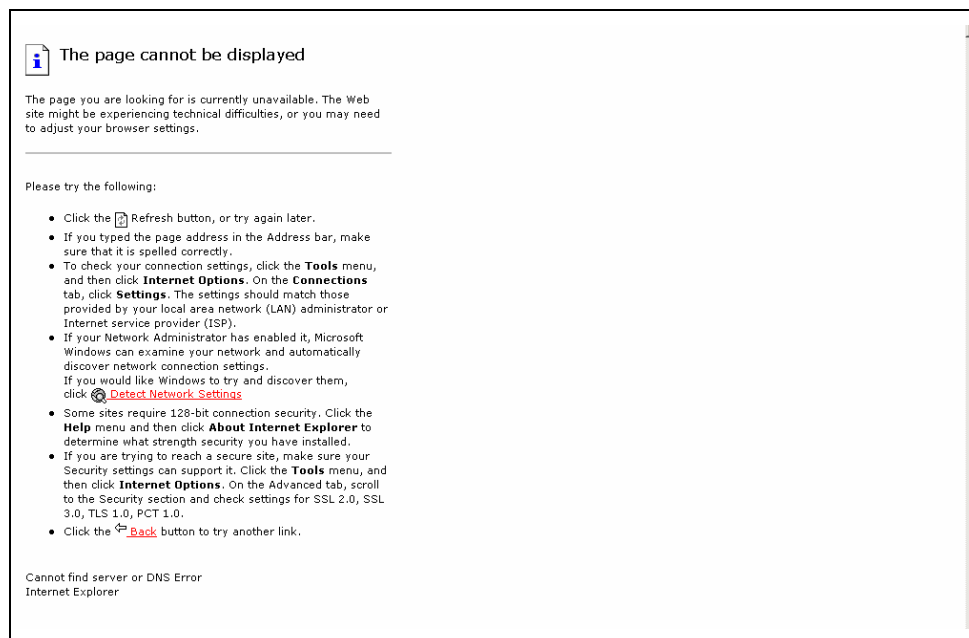 The page cannot be displayed
The page you are looking for is currently unavailable. The Web
site might be experiencing technical difficulties, or you may need
to adjust your browser settings.
Please try the following:
Click the Refresh button, or try again later.
If you typed the page address in the Address bar, make
sure that it is spelled correctly.
To check your connection settings, click the Tools menu,
and then click Internet Options. On the Connections
tab, click Settings. The settings should match those
provided by your local area network (LAN) administrator or
Internet service provider (ISP).
If your Network Administrator has enabled it, Microsoft
Windows can examine your network and automatically
discover network connection settings.
If you would like Windows to try and discover them,
click Detect Network Settings
Some sites require 128-bit connection security. Click the
Help menu and then click About Internet Explorer to
determine what strength security you have installed.
If you are trying to reach a secure site, make sure your
Security settings can support it. Click the Tools menu, and
then click Internet Options. On the Advanced tab, scroll
to the Security section and check settings for SSL 2.0, SSL
3.0, TLS 1.0, PCT 1.0.
Click the Back button to try another link.
Cannot find server or DNS Error
Internet Explorer